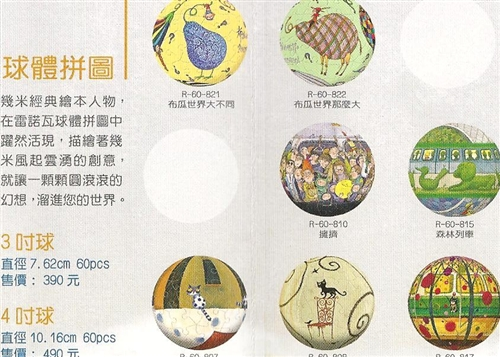 球體拼圖
幾米經典繪本人物，
在雷諾瓦球體拼圖中
躍然活現，描繪著幾
米風起雲湧的創意，
就讓一顆顆圓滾滾的
幻想，溜進您的世界。
3吋球
直徑 7.62cm 60pcs
售價： 390 元
4吋球
直徑 10.16cm 60pcs
售價： 490 元
R-60-821
布瓜世界大不同
R-60-822
布瓜世界那麼大
R-60-810
擁擠
R-60-815
森林列車
R-60-807
R-60-808
R-60-817